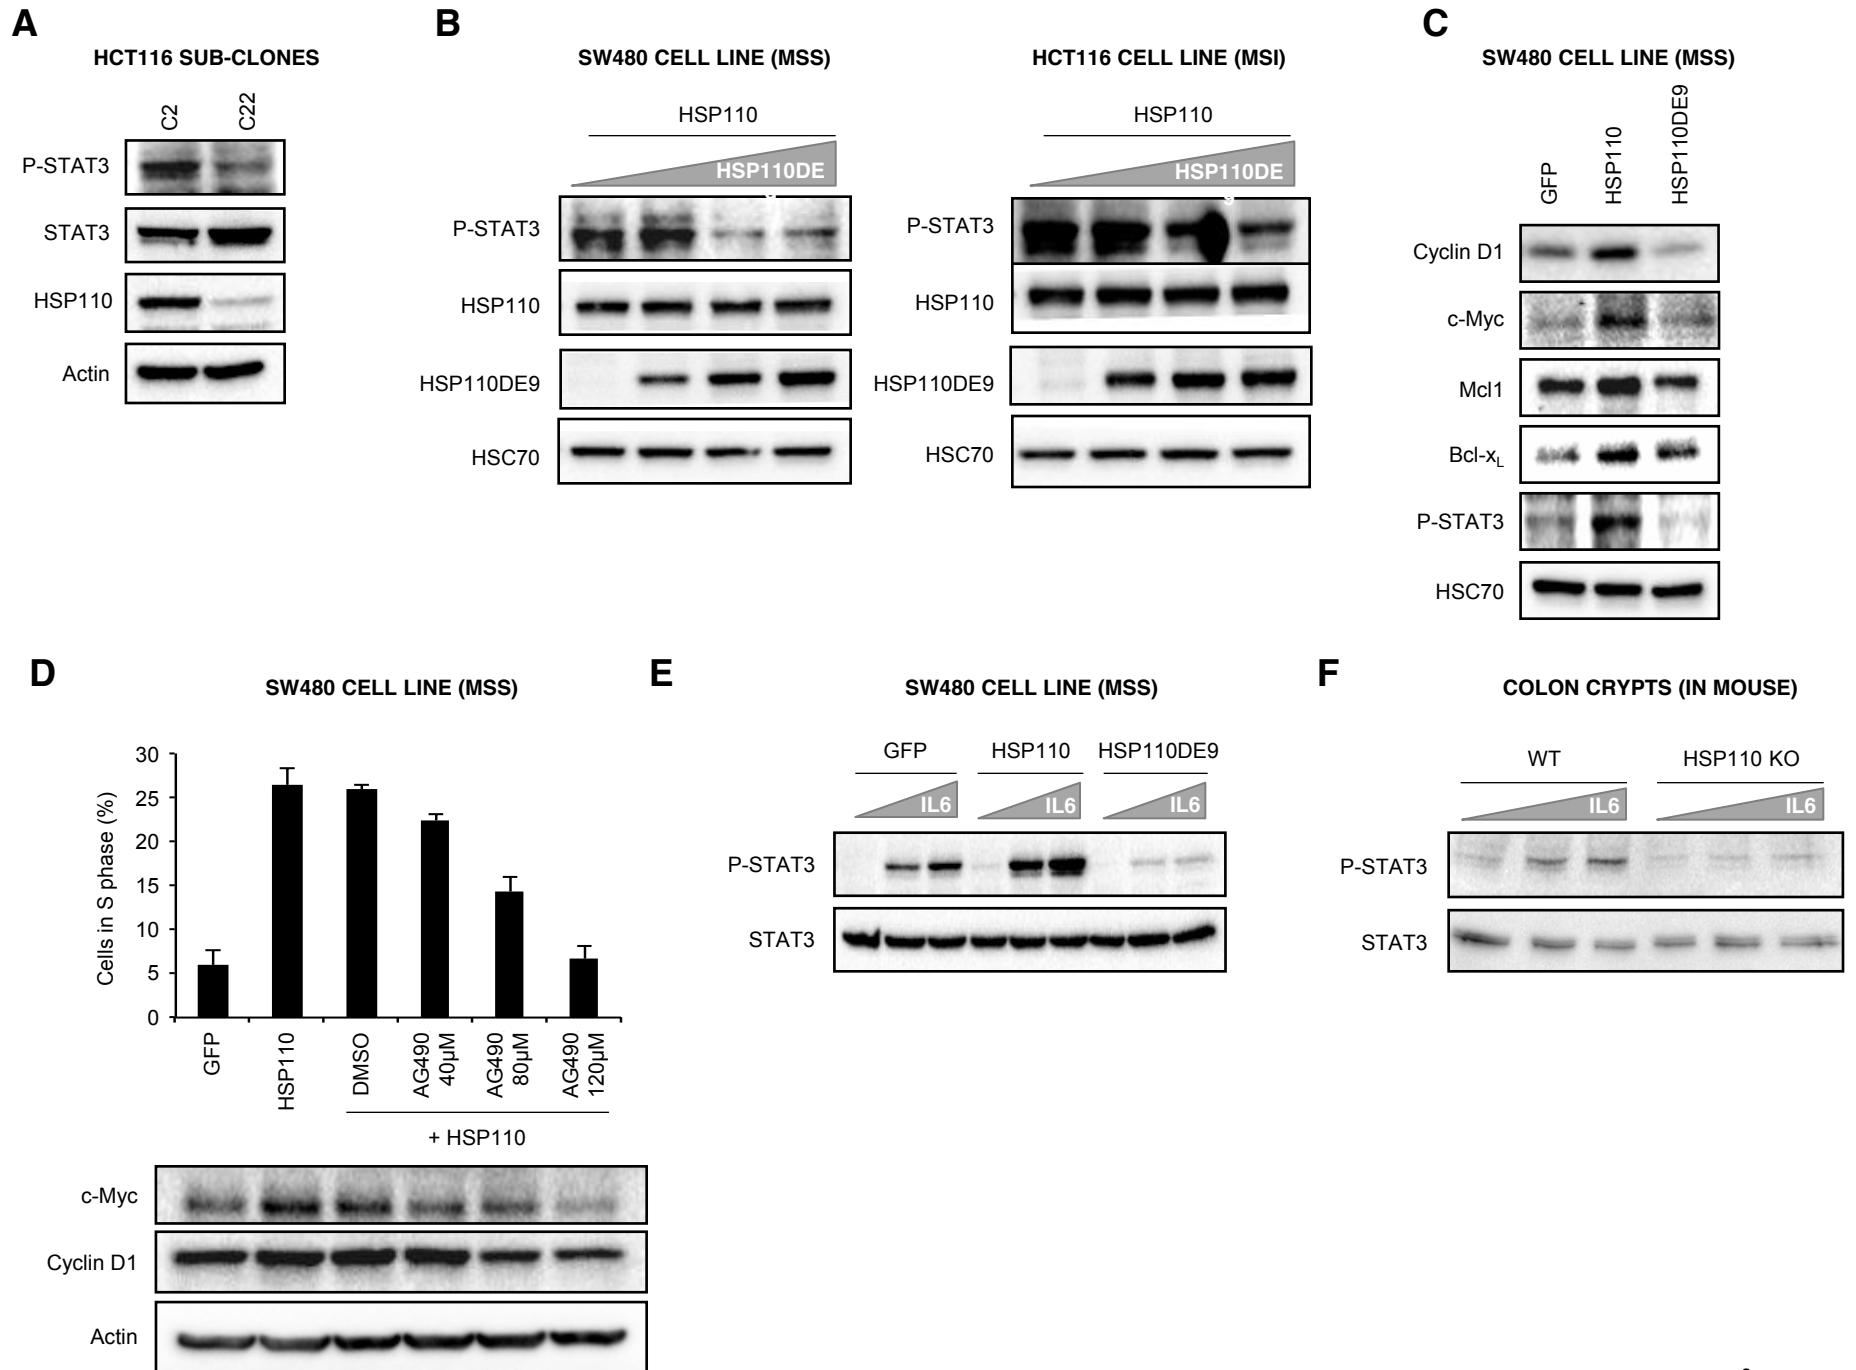 A
HCT116 SUB-CLONES
C2
C22
P-STAT3
STAT3
HSP110
Actin
B
SW480 CELL LINE (MSS)
HSP110
HSP110DE
P-STAT3
HSP110
HSP110DE9
HSC70
HCT116 CELL LINE (MSI)
HSP110
HSP110DE
9
P-STAT3
HSP110
HSP110DE9
HSC70
C
SW480 CELL LINE (MSS)
GFP
HSP110
HSP110DE9
Cyclin D1
c-Myc
Mcl1
Bcl-xL
P-STAT3
HSC70
D
SW480 CELL LINE (MSS)
Cells in S phase (%)
30
25
20
15
10
5
0
GFP
HSP110
DMSO
AG490
40µM
AG490
80µM
AG490
120µM
+ HSP110
c-Myc
Cyclin D1
Actin
E
SW480 CELL LINE (MSS)
GFP
HSP110
HSP110DE9
IL6
IL6
IL6
P-STAT3
STAT3
F
COLON CRYPTS (IN MOUSE)
WT
HSP110 KO
IL6
IL6
P-STAT3
STAT3